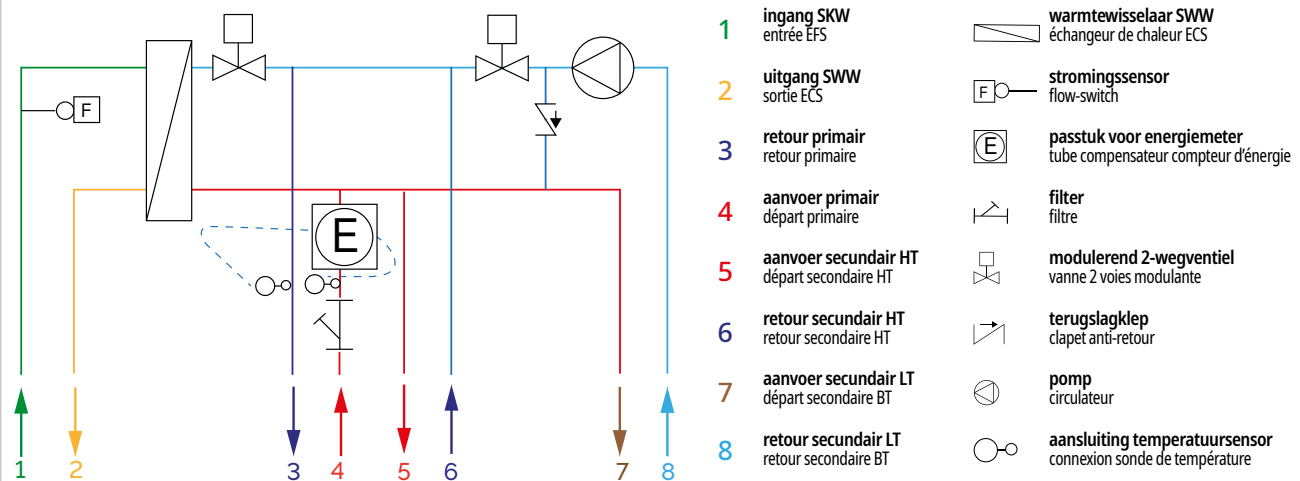 F
E
1
2
3
4
5
6
7
8
1
ingang SKW
entrée EFS
2
uitgang SWW
sortie ECS
3
retour primair
retour primaire
4
aanvoer primair
départ primaire
5
aanvoer secundair HT
départ secondaire HT
6
retour secundair HT
retour secondaire HT
7
aanvoer secundair LT
départ secondaire BT
8
retour secundair LT
retour secondaire BT
warmtewisselaar SWW
échangeur de chaleur ECS
F
stromingssensor
flow-switch
E
passtuk voor energiemeter
tube compensateur compteur d'énergie
filter
filtre
modulerend 2-wegventiel
vanne 2 voies modulante
terugslagklep
clapet anti-retour
pomp
circulateur
aansluiting temperatuursensor
connexion sonde de température